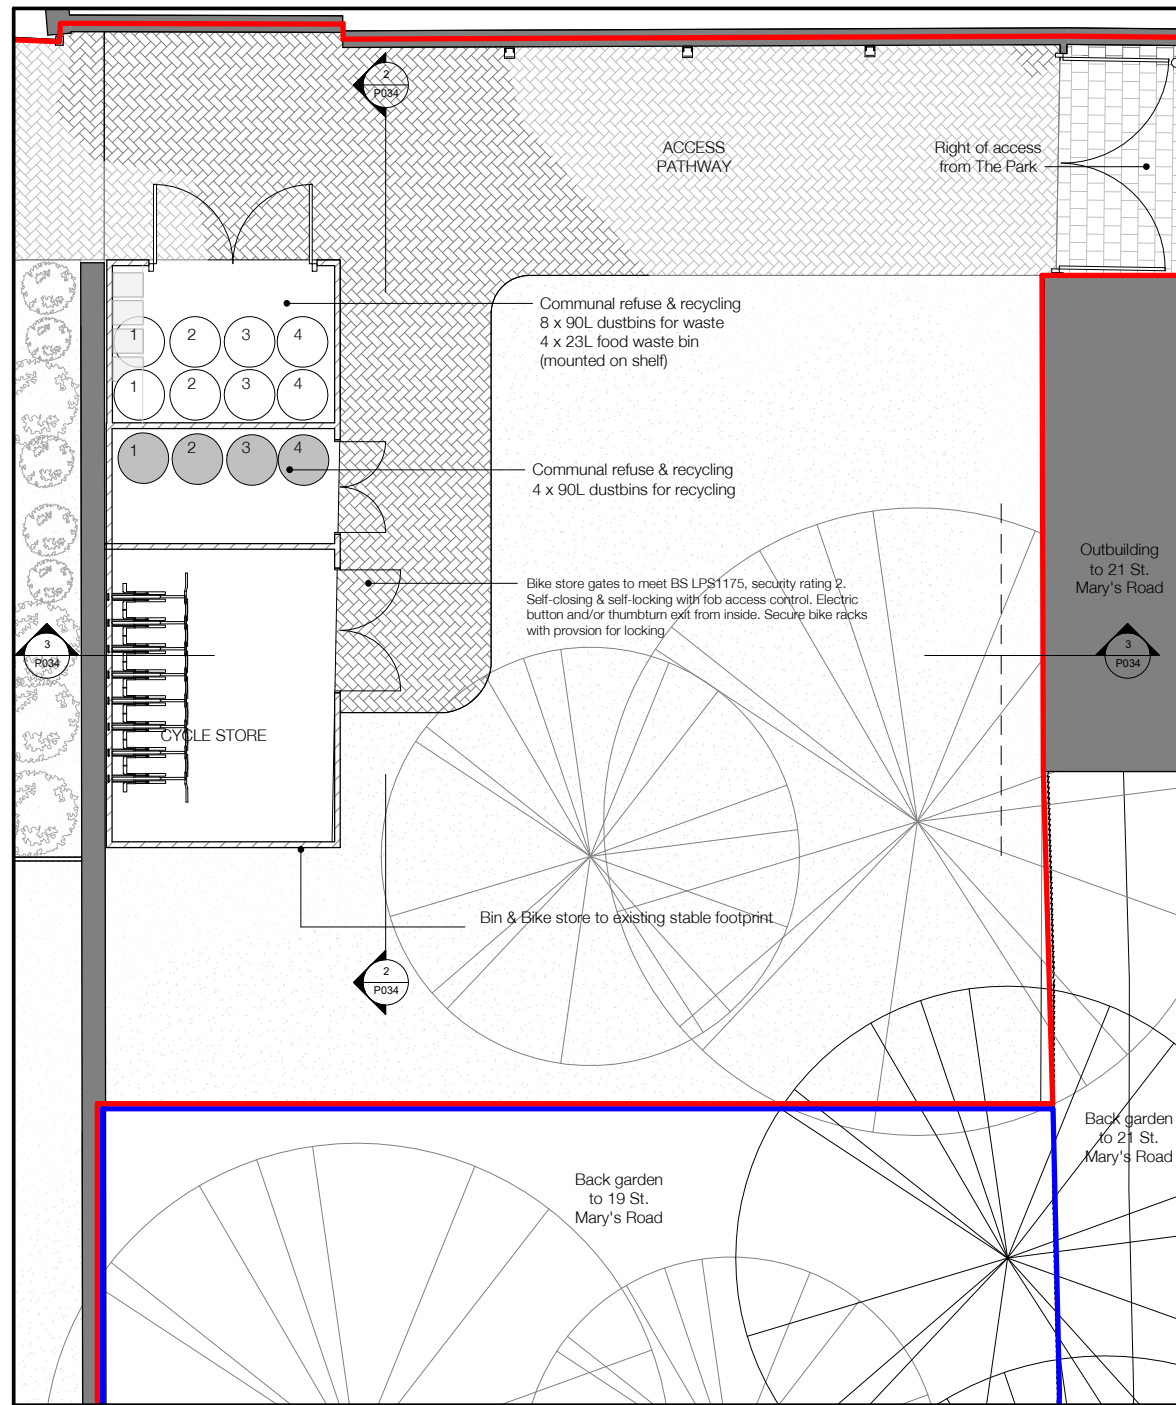 2
P034
ACCESS
PATHWAY
Right of access
from The Park
Communal refuse & recycling
8 x 90L dustbins for waste
4 x 23L food waste bin
(mounted on shelf)
1 2 3 4
1 2 3 4
1 2 3 4
Communal refuse & recycling
4 x 90L dustbins for recycling
Outbuilding
to 21 St.
Mary's Road
Bike store gates to meet BS LPS1175, security rating 2.
Self-closing & self-locking with fob access control. Electric
button and/or thumbturn exit from inside. Secure bike racks
with provsion for locking
3
P034
3
P034
CYCLE STORE
Bin & Bike store to existing stable footprint
2
P034
Back garden
to 21 St.
Mary's Road
Back garden
to 19 St.
Mary's Road